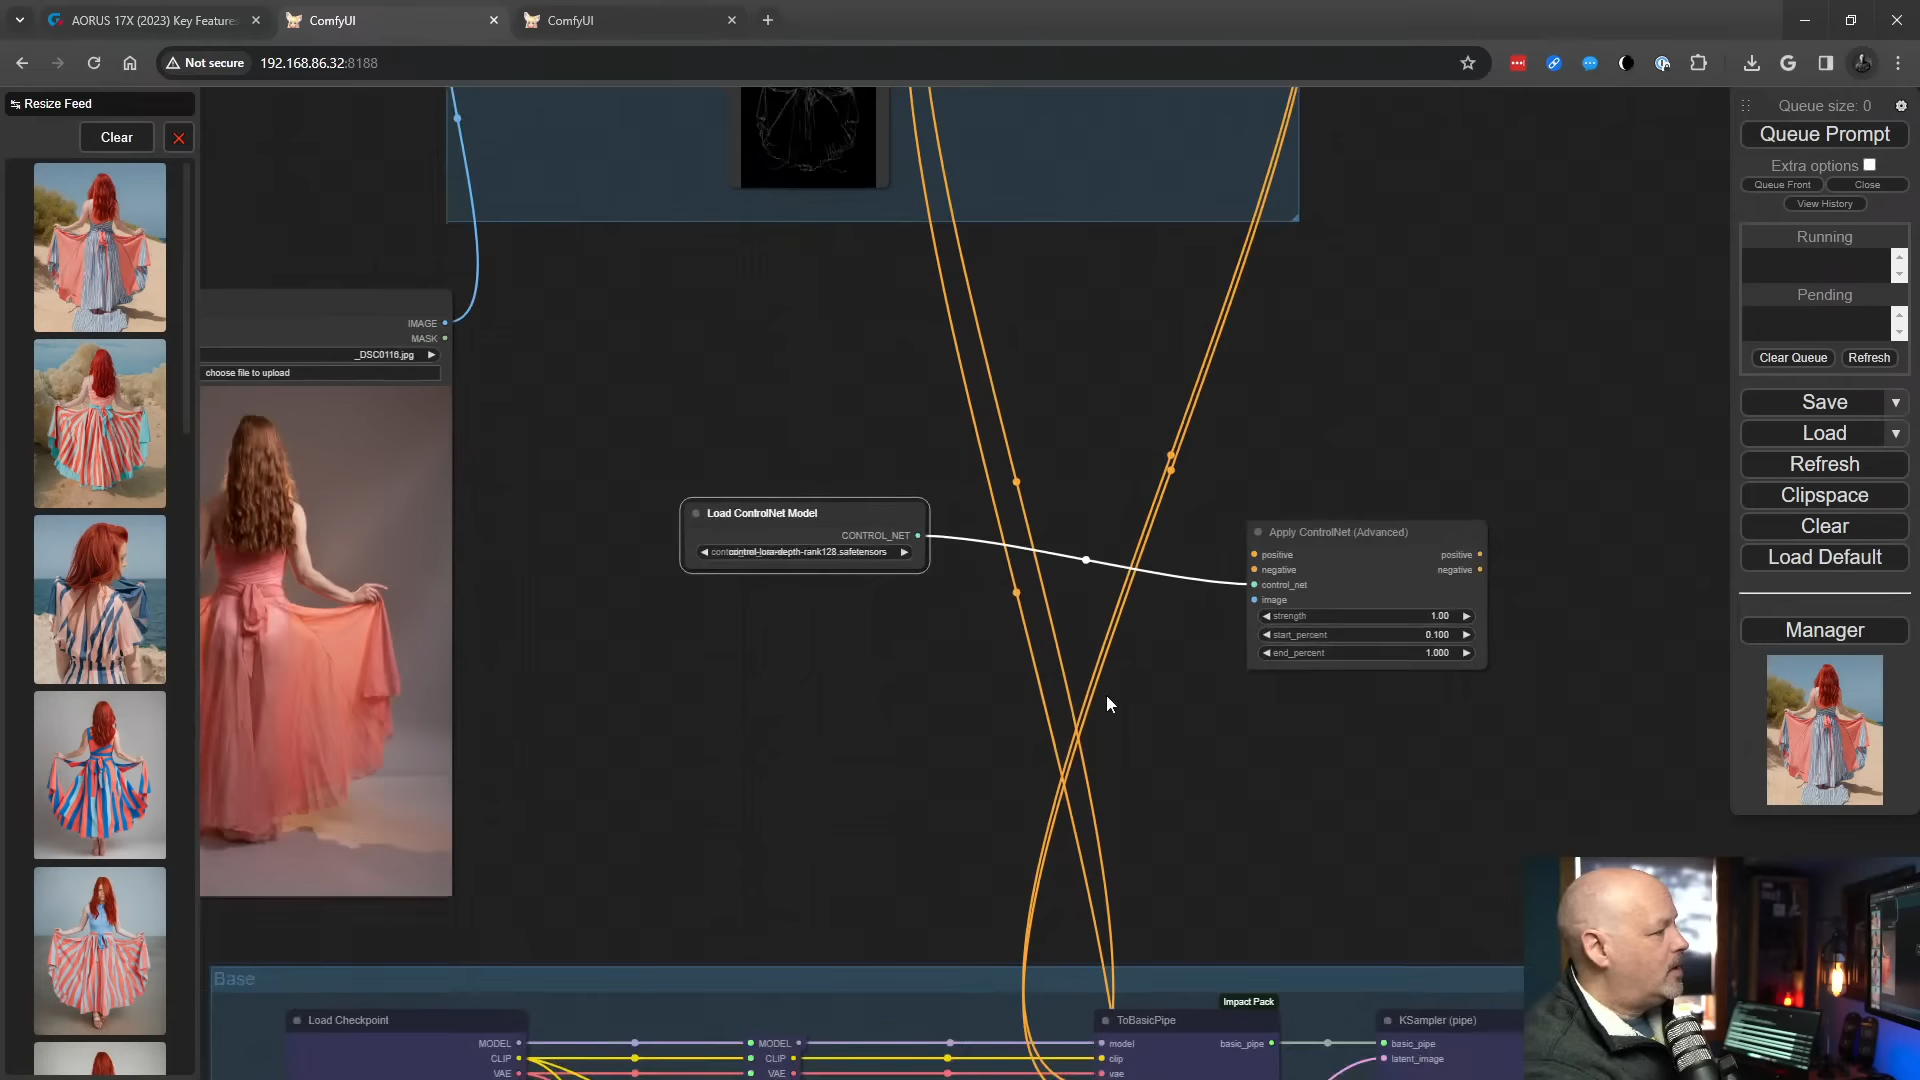 AORUS 17X (2023) Key Features
ComfyUI
ComfyUI
Not secure
192.168.86.32:8188
Resize Feed
Clear
IMAGE
MASK
_DSC0116.jpg
choose file to upload
Load ControlNet Model
CONTROL_NET
control-lora-depth-rank128.safetensors
Apply ControlNet (Advanced)
positive
positive
negative
negative
control_net
image
strength
1.00
start_percent
0.100
end_percent
1.000
Base
Load Checkpoint
MODEL
CLIP
VAE
MODEL
CLIP
VAE
Impact Pack
ToBasicPipe
model
basic_pipe
clip
vae
KSampler (pipe)
basic_pipe
latent_image
Queue size: 0
Queue Prompt
Extra options
Queue Front
Close
View History
Running
Pending
Clear Queue
Refresh
Save
Load
Refresh
Clipspace
Clear
Load Default
Manager